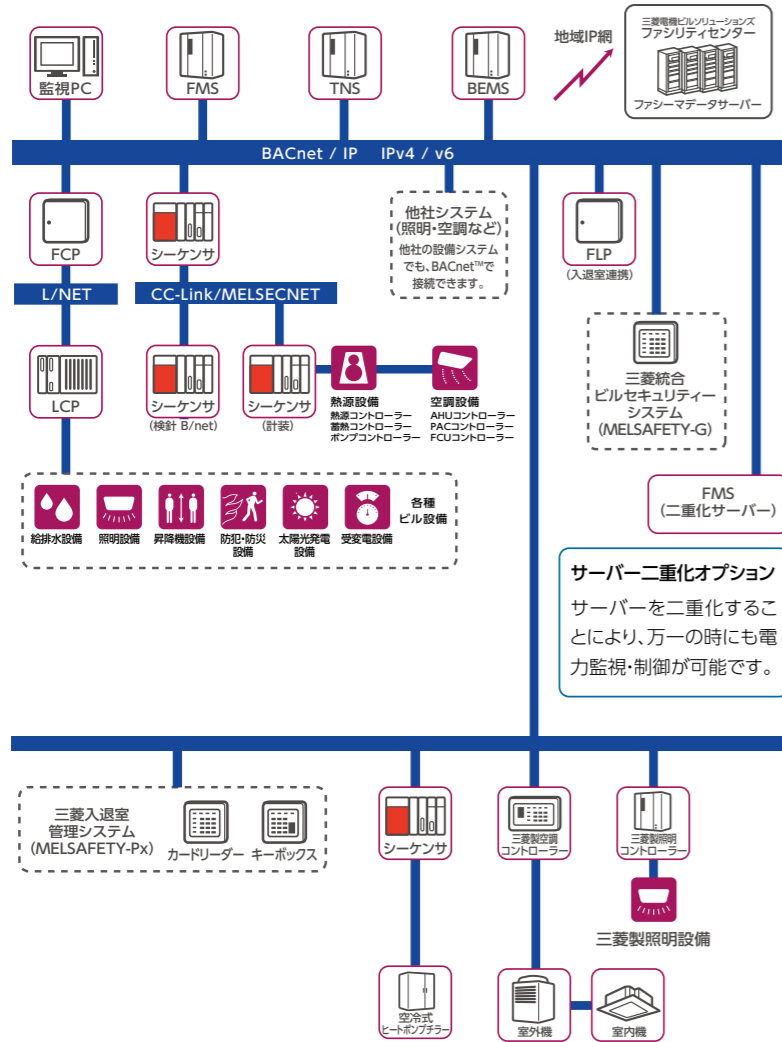 三菱電機ビルソリューションズ
ファシリティセンター
ファシーマデータサーバー
地域IP網
監視PC
FMS
TNS
BEMS
BACnet / IP IPv4 / v6
FCP
シーケンサ
他社システム
(照明・空調など)
他社の設備システム
でも、BACnet™で
接続できます。
FLP
(入退室連携)
L/NET
CC-Link/MELSECNET
LCP
シーケンサ
(検針 B/net)
シーケンサ
(計装)
熱源設備
熱源コントローラー
蓄熱コントローラー
ポンプコントローラー
空調設備
AHUコントローラー
PACコントローラー
FCUコントローラー
三菱統合
ビルセキュリティー
システム
(MELSAFETY-G)
FMS
(二重化サーバー)
給排水設備
照明設備
昇降機設備
防犯・防災
設備
太陽光発電
設備
受変電設備
各種
ビル設備
サーバー二重化オプション
サーバーを二重化するこ
とにより、万一の時にも電
力監視・制御が可能です。
三菱入退室
管理システム
(MELSAFETY-Px)
カードリーダー
キーボックス
シーケンサ
三菱製空調
コントローラー
三菱製照明
コントローラー
三菱製照明設備
空冷式
ヒートポンプチラー
室外機
室内機